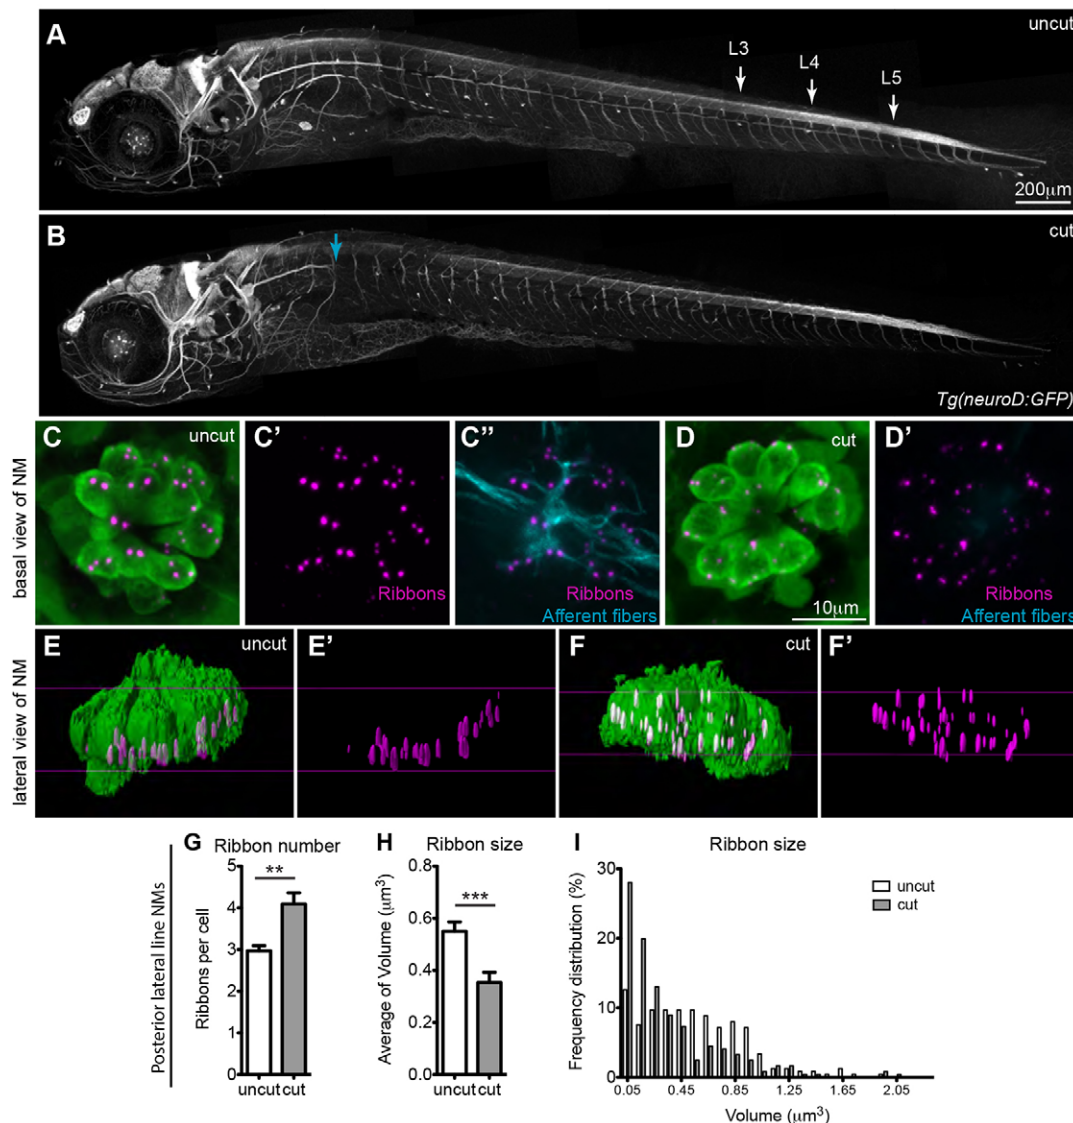 A
uncut
L3
L4
L5
200μm
B
cut
Tg(neuroD:GFP)
basal view of NM
C
uncut
C'
Ribbons
C''
Ribbons
Afferent fibers
D
cut
10μm
D'
Ribbons
Afferent fibers
lateral view of NM
E
uncut
E'
F
cut
F'
Posterior lateral line NMs
G
Ribbon number
**
Ribbons per cell
5
4
3
2
1
0
uncut cut
H
Ribbon size
***
Average of Volume (μm³)
0.8
0.6
0.4
0.2
0.0
uncut cut
I
Ribbon size
uncut
cut
Frequency distribution (%)
30
20
10
0
0.05 0.45 0.85 1.25 1.65 2.05
Volume (μm³)